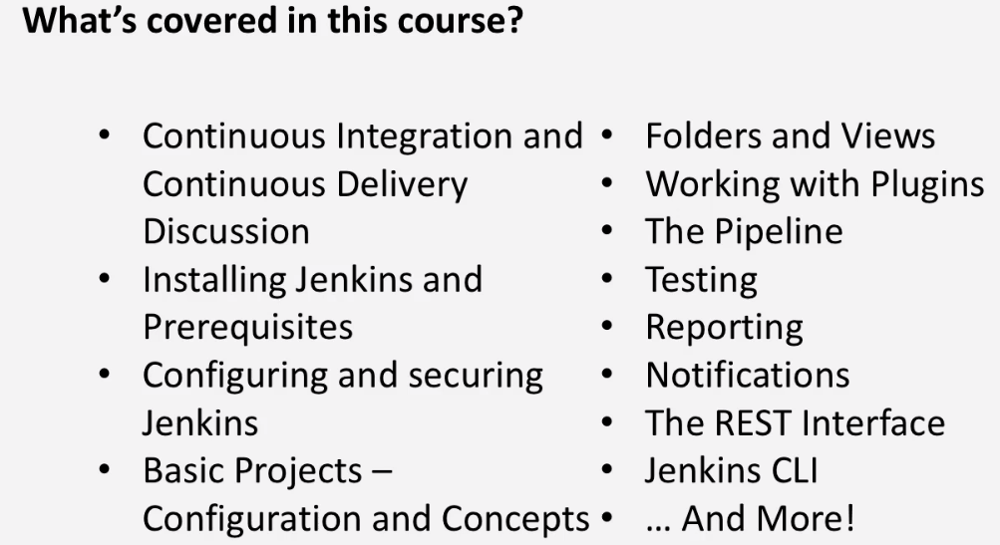 What’s covered in this course?
• Continuous Integration and
Continuous Delivery
Discussion
• Installing Jenkins and
Prerequisites
• Configuring and securing
Jenkins
• Basic Projects –
Configuration and Concepts
• Folders and Views
• Working with Plugins
• The Pipeline
• Testing
• Reporting
• Notifications
• The REST Interface
• Jenkins CLI
• ... And More!